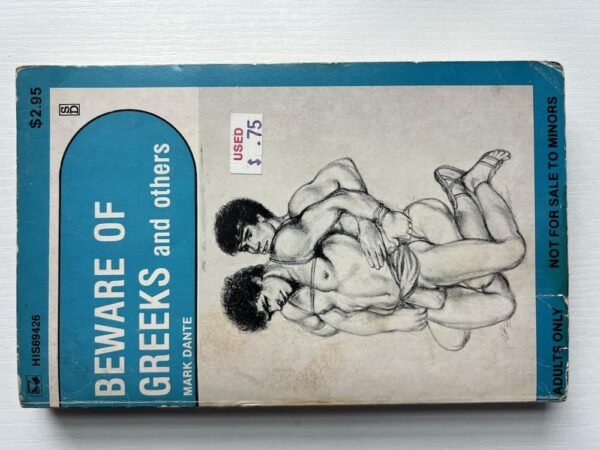 $2.95
SD
BEWARE OF
GREEKS and others
MARK DANTE
HIS69426
USED
$ .75
NOT FOR SALE TO MINORS
ADULTS ONLY